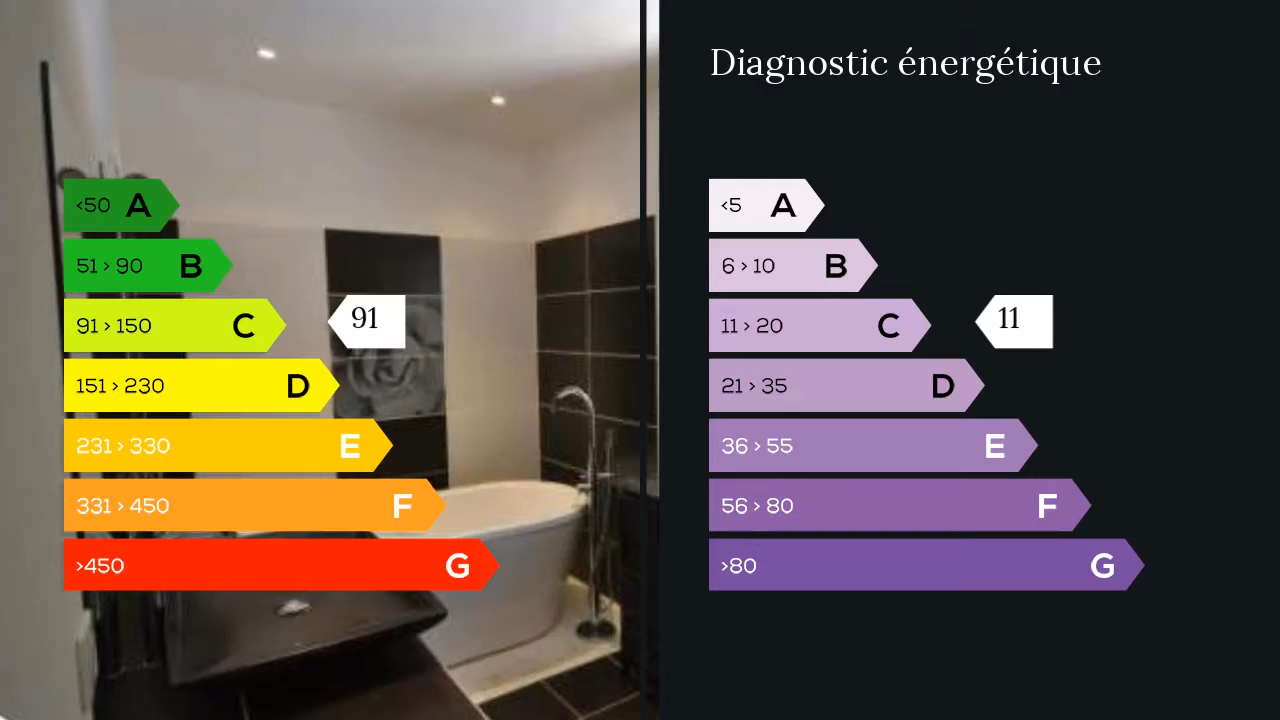 Diagnostic énergétique
<50 A
51 > 90 B
91 > 150 C
91
151 > 230 D
231 > 330 E
331 > 450 F
>450 G
<5 A
6 > 10 B
11 > 20 C
11
21 > 35 D
36 > 55 E
56 > 80 F
>80 G